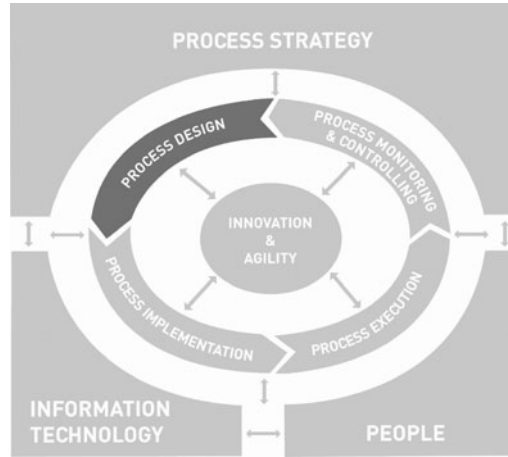 PROCESS STRATEGY
PROCESS DESIGN
PROCESS MONITORING
& CONTROLLING
INNOVATION
&
AGILITY
PROCESS IMPLEMENTATION
PROCESS EXECUTION
INFORMATION
TECHNOLOGY
PEOPLE